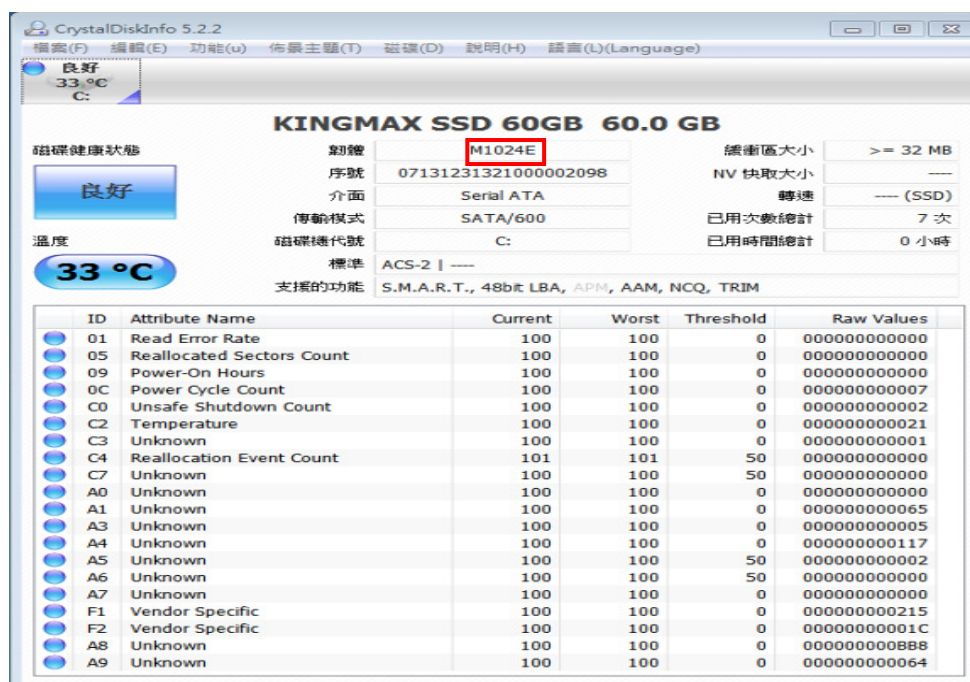 CrystalDiskInfo 5.2.2
檔案(F) 編輯(E) 功能(u) 佈景主題(T) 磁碟(D) 說明(H) 語言(L)(Language)
良好
33 °C
C:
KINGMAX SSD 60GB 60.0 GB
磁碟健康狀態 韌體 M1024E 緩衝區大小 >= 32 MB
序號 07131231321000002098 NV 快取大小 ----
良好 介面 Serial ATA 轉速 ---- (SSD)
傳輸模式 SATA/600 已用次數總計 7 次
溫度 磁碟機代號 C: 已用時間總計 0 小時
33 °C 標準 ACS-2 | ----
支援的功能 S.M.A.R.T., 48bit LBA, APM, AAM, NCQ, TRIM
ID Attribute Name Current Worst Threshold Raw Values
01 Read Error Rate 100 100 0 000000000000
05 Reallocated Sectors Count 100 100 0 000000000000
09 Power-On Hours 100 100 0 000000000000
0C Power Cycle Count 100 100 0 000000000007
C0 Unsafe Shutdown Count 100 100 0 000000000002
C2 Temperature 100 100 0 000000000021
C3 Unknown 100 100 0 000000000001
C4 Reallocation Event Count 101 101 50 000000000000
C7 Unknown 100 100 50 000000000000
A0 Unknown 100 100 0 000000000000
A1 Unknown 100 100 0 000000000065
A3 Unknown 100 100 0 000000000005
A4 Unknown 100 100 0 000000000117
A5 Unknown 100 100 50 000000000002
A6 Unknown 100 100 50 000000000000
A7 Unknown 100 100 0 000000000000
F1 Vendor Specific 100 100 0 000000000215
F2 Vendor Specific 100 100 0 00000000001C
A8 Unknown 100 100 0 000000000BB8
A9 Unknown 100 100 0 000000000064